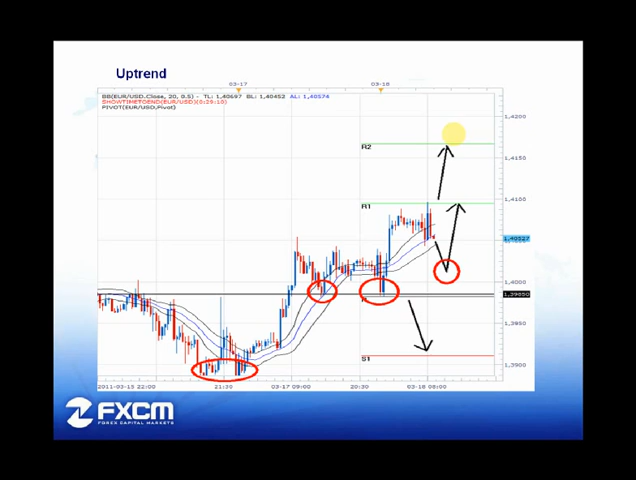 Uptrend
03-17
03-18
BB(EUR/USD.Close, 20, 0.5). - TL: 1,40697 BL: 1,40452 AL: 1,40574
SHOWTIMETOEND(EUR/USD)(0:29:10)
PIVOT(EUR/USD,Pivot)
1,4200
R2
1,4150
1,4100
R1
1,40527
1,4000
1,39850
1,3950
S1
1,3900
2011-03-15 22:00
21:30
03-17 09:00
20:30
03-18 08:00
FXCM
FOREX CAPITAL MARKETS